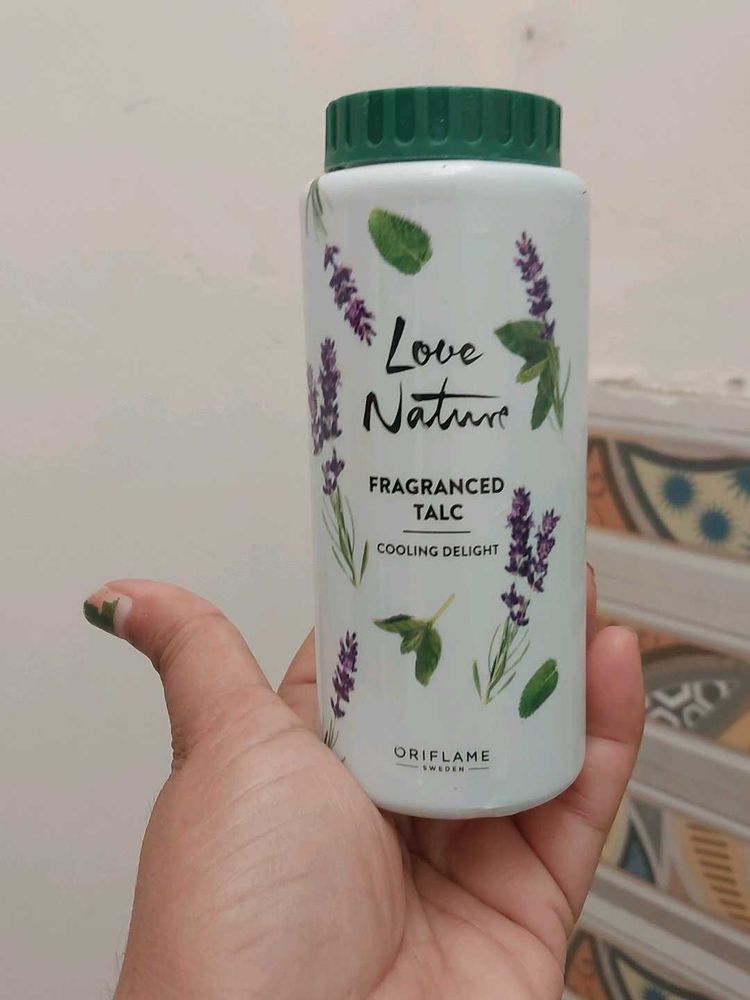 Love
Nature
FRAGRANCED
TALC
COOLING DELIGHT
ORIFLAME
SWEDEN